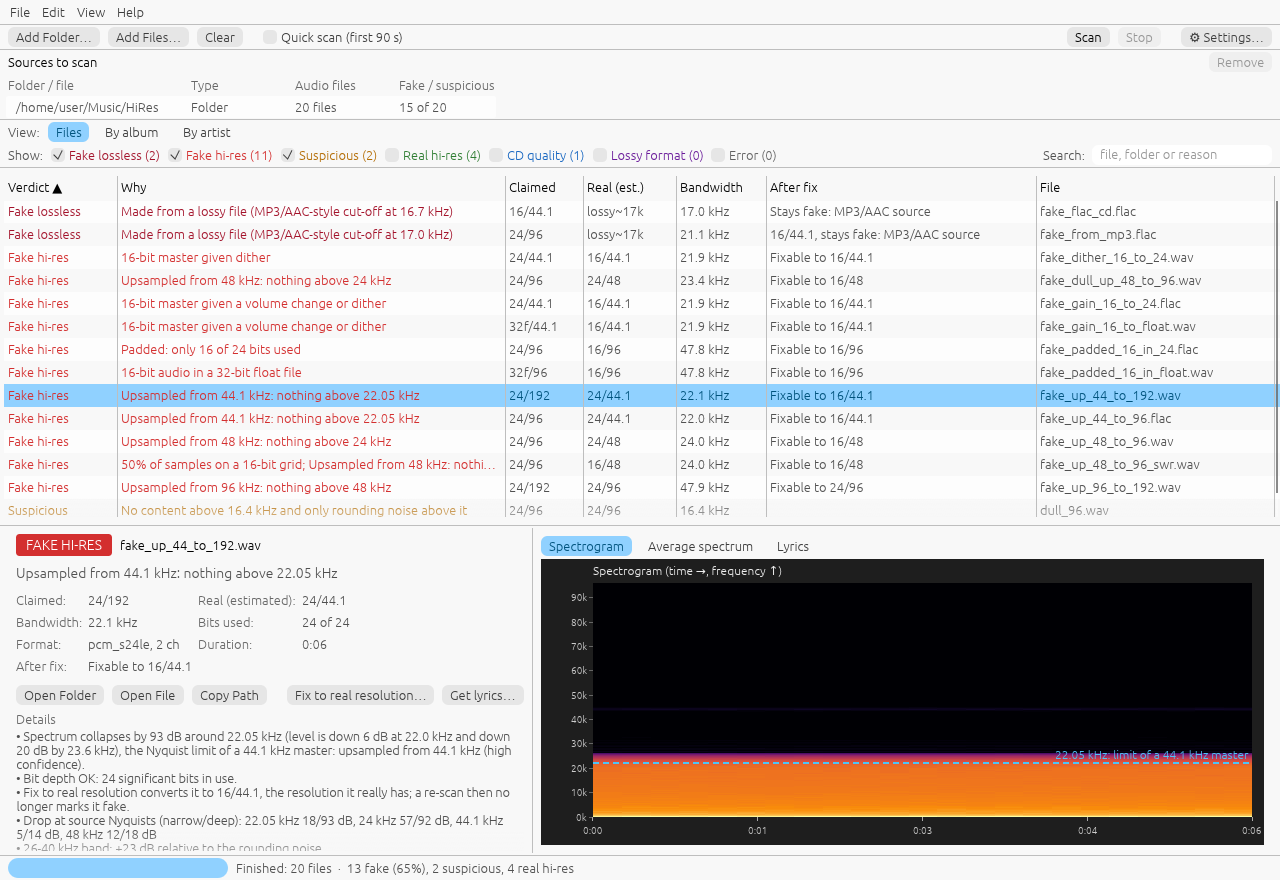 File Edit View Help
Add Folder… Add Files… Clear Quick scan (first 90 s) Scan Stop ⚙ Settings…
Sources to scan Remove
Folder / file Type Audio files Fake / suspicious
/home/user/Music/HiRes Folder 20 files 15 of 20
View: Files By album By artist
Show: Fake lossless (2) Fake hi-res (11) Suspicious (2) Real hi-res (4) CD quality (1) Lossy format (0) Error (0) Search: file, folder or reason
Verdict ▲ Why Claimed Real (est.) Bandwidth After fix File
Fake lossless Made from a lossy file (MP3/AAC-style cut-off at 16.7 kHz) 16/44.1 lossy~17k 17.0 kHz Stays fake: MP3/AAC source fake_flac_cd.flac
Fake lossless Made from a lossy file (MP3/AAC-style cut-off at 17.0 kHz) 24/96 lossy~17k 21.1 kHz 16/44.1, stays fake: MP3/AAC source fake_from_mp3.flac
Fake hi-res 16-bit master given dither 24/44.1 16/44.1 21.9 kHz Fixable to 16/44.1 fake_dither_16_to_24.wav
Fake hi-res Upsampled from 48 kHz: nothing above 24 kHz 24/96 24/48 23.4 kHz Fixable to 16/48 fake_dull_up_48_to_96.wav
Fake hi-res 16-bit master given a volume change or dither 24/44.1 16/44.1 21.9 kHz Fixable to 16/44.1 fake_gain_16_to_24.flac
Fake hi-res 16-bit master given a volume change or dither 32f/44.1 16/44.1 21.9 kHz Fixable to 16/44.1 fake_gain_16_to_float.wav
Fake hi-res Padded: only 16 of 24 bits used 24/96 16/96 47.8 kHz Fixable to 16/96 fake_padded_16_in_24.flac
Fake hi-res 16-bit audio in a 32-bit float file 32f/96 16/96 47.8 kHz Fixable to 16/96 fake_padded_16_in_float.wav
Fake hi-res Upsampled from 44.1 kHz: nothing above 22.05 kHz 24/192 24/44.1 22.1 kHz Fixable to 16/44.1 fake_up_44_to_192.wav
Fake hi-res Upsampled from 44.1 kHz: nothing above 22.05 kHz 24/96 24/44.1 22.0 kHz Fixable to 16/44.1 fake_up_44_to_96.flac
Fake hi-res Upsampled from 48 kHz: nothing above 24 kHz 24/96 24/48 24.0 kHz Fixable to 16/48 fake_up_48_to_96.wav
Fake hi-res 50% of samples on a 16-bit grid; Upsampled from 48 kHz: nothi… 24/96 16/48 24.0 kHz Fixable to 16/48 fake_up_48_to_96_swr.wav
Fake hi-res Upsampled from 96 kHz: nothing above 48 kHz 24/192 24/96 47.9 kHz Fixable to 24/96 fake_up_96_to_192.wav
Suspicious No content above 16.4 kHz and only rounding noise above it 24/96 24/96 16.4 kHz dull_96.wav
FAKE HI-RES fake_up_44_to_192.wav
Upsampled from 44.1 kHz: nothing above 22.05 kHz
Claimed: 24/192 Real (estimated): 24/44.1
Bandwidth: 22.1 kHz Bits used: 24 of 24
Format: pcm_s24le, 2 ch Duration: 0:06
After fix: Fixable to 16/44.1
Open Folder Open File Copy Path Fix to real resolution… Get lyrics…
Details
• Spectrum collapses by 93 dB around 22.05 kHz (level is down 6 dB at 22.0 kHz and down
20 dB by 23.6 kHz), the Nyquist limit of a 44.1 kHz master: upsampled from 44.1 kHz (high
confidence).
• Bit depth OK: 24 significant bits in use.
• Fix to real resolution converts it to 16/44.1, the resolution it really has; a re-scan then no
longer marks it fake.
• Drop at source Nyquists (narrow/deep): 22.05 kHz 18/93 dB, 24 kHz 57/92 dB, 44.1 kHz
5/14 dB, 48 kHz 12/18 dB
• 26-40 kHz band: +23 dB relative to the rounding noise
Spectrogram Average spectrum Lyrics
Spectrogram (time →, frequency ↑)
90k
80k
70k
60k
50k
40k
30k
22.05 kHz: limit of a 44.1 kHz master
20k
10k
0k
0:00 0:01 0:03 0:04 0:06
Finished: 20 files · 13 fake (65%), 2 suspicious, 4 real hi-res